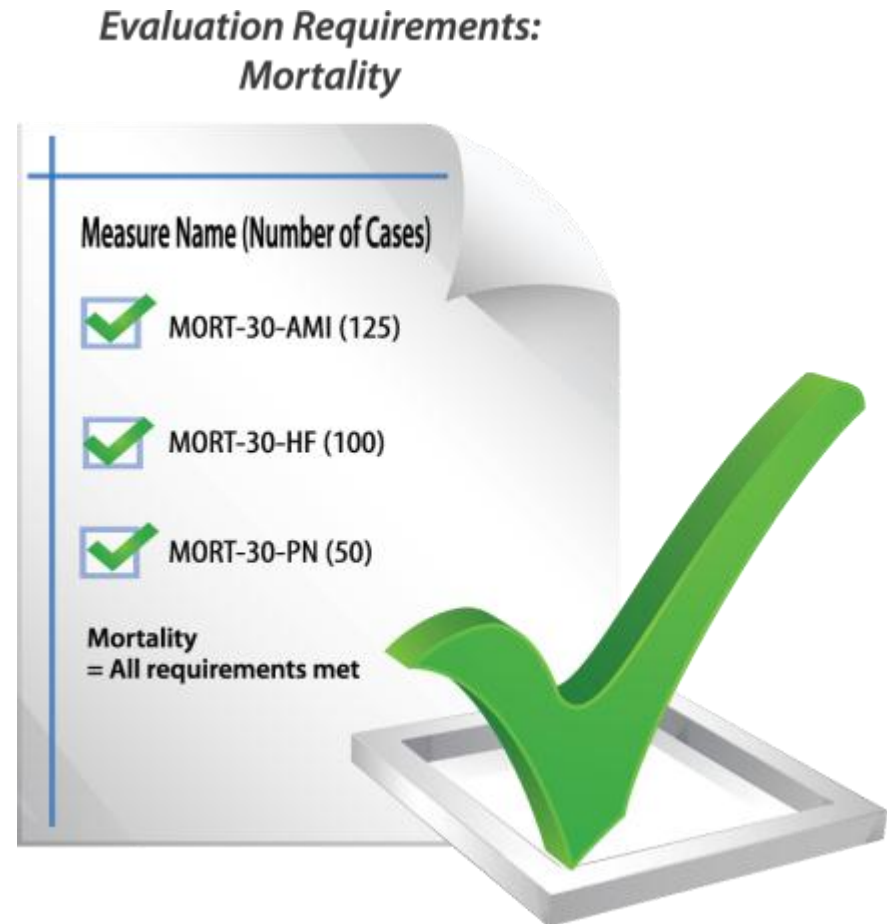 Evaluation Requirements:
Mortality
Measure Name (Number of Cases)
MORT-30-AMI (125)
MORT-30-HF (100)
MORT-30-PN (50)
Mortality
= All requirements met